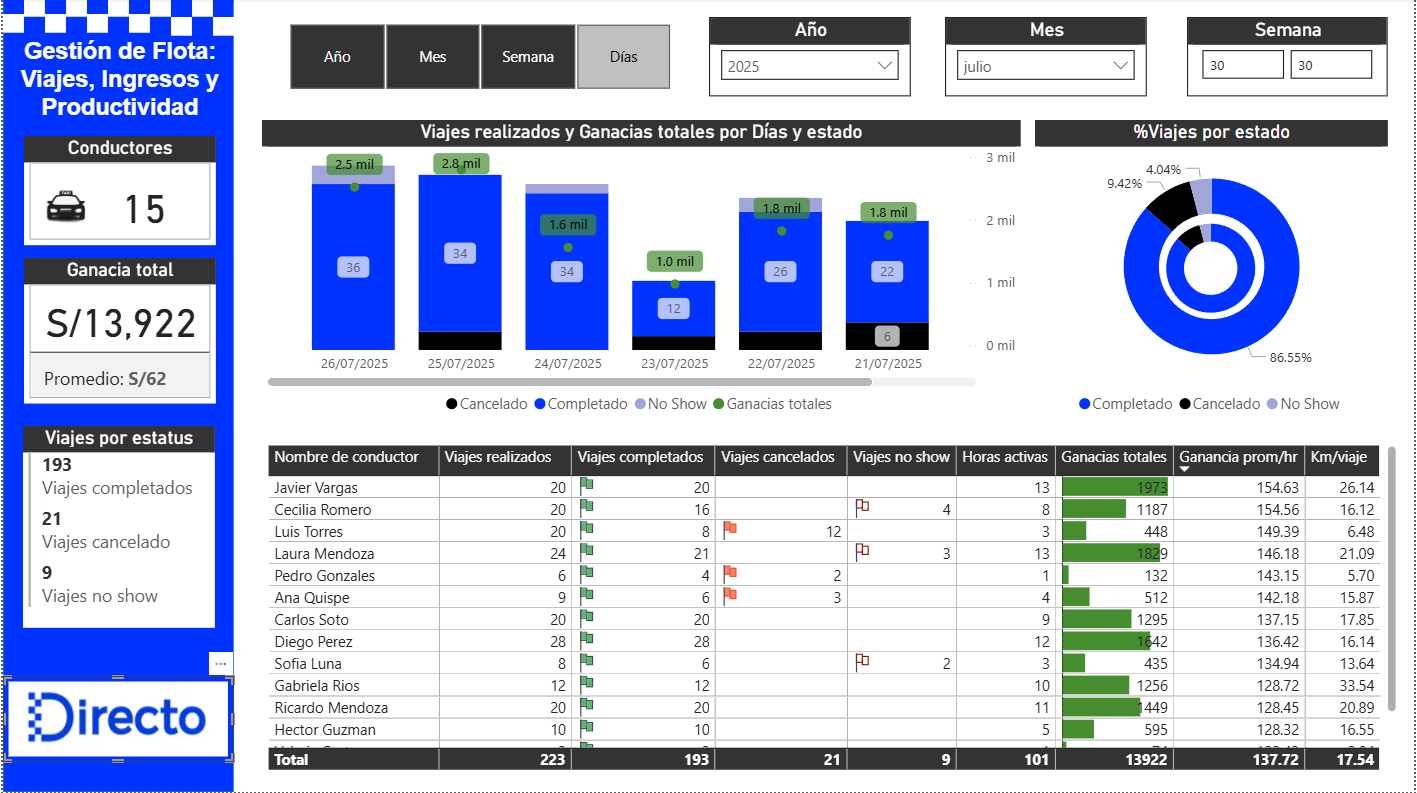 Gestión de Flota:
Viajes, Ingresos y
Productividad
Conductores
15
Ganacia total
S/13,922
Promedio: S/62
Viajes por estatus
193
Viajes completados
21
Viajes cancelado
9
Viajes no show
Directo
Año Mes Semana Días
Año
2025
Mes
julio
Semana
30 30
Viajes realizados y Ganacias totales por Días y estado
3 mil
2 mil
1 mil
0 mil
2.5 mil 2.8 mil 1.6 mil 1.0 mil 1.8 mil 1.8 mil
36 34 34 12 26 22
6
26/07/2025 25/07/2025 24/07/2025 23/07/2025 22/07/2025 21/07/2025
Cancelado Completado No Show Ganacias totales
%Viajes por estado
4.04%
9.42%
86.55%
Completado Cancelado No Show
Nombre de conductor Viajes realizados Viajes completados Viajes cancelados Viajes no show Horas activas Ganacias totales Ganancia prom/hr Km/viaje
Javier Vargas 20 20 13 1973 154.63 26.14
Cecilia Romero 20 16 4 8 1187 154.56 16.12
Luis Torres 20 8 12 3 448 149.39 6.48
Laura Mendoza 24 21 3 13 1829 146.18 21.09
Pedro Gonzales 6 4 2 1 132 143.15 5.70
Ana Quispe 9 6 3 4 512 142.18 15.87
Carlos Soto 20 20 9 1295 137.15 17.85
Diego Perez 28 28 12 1642 136.42 16.14
Sofia Luna 8 6 2 3 435 134.94 13.64
Gabriela Rios 12 12 10 1256 128.72 33.54
Ricardo Mendoza 20 20 11 1449 128.45 20.89
Hector Guzman 10 10 5 595 128.32 16.55
Total 223 193 21 9 101 13922 137.72 17.54